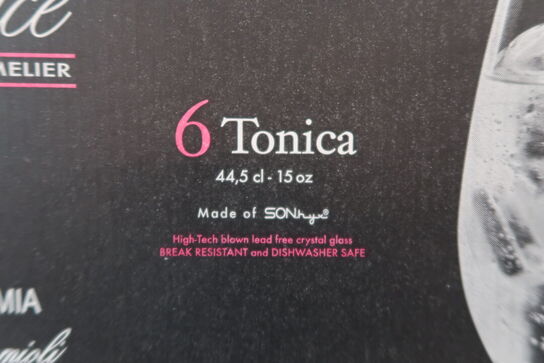 MELIER
6 Tonica
44,5 cl - 15 oz
Made of SONhyx®
High-Tech blown lead free crystal glass
BREAK RESISTANT and DISHWASHER SAFE
MIA